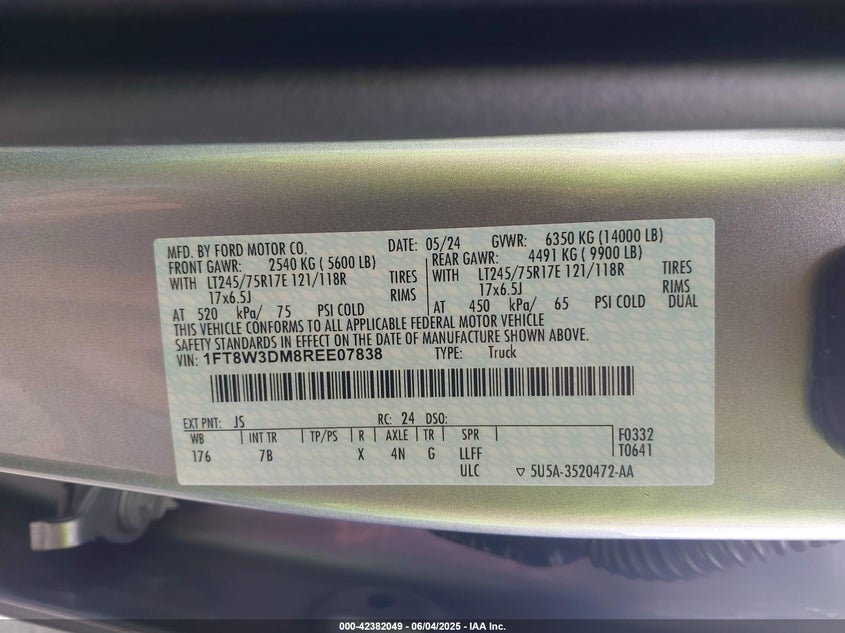 MFD. BY FORD MOTOR CO. DATE: 05/24 GVWR: 6350 KG (14000 LB)
FRONT GAWR: 2540 KG ( 5600 LB) REAR GAWR: 4491 KG ( 9900 LB)
WITH LT245/75R17E 121/118R TIRES WITH LT245/75R17E 121/118R TIRES
17x6.5J RIMS 17x6.5J RIMS
AT 520 kPa/ 75 PSI COLD AT 450 kPa/ 65 PSI COLD DUAL
THIS VEHICLE CONFORMS TO ALL APPLICABLE FEDERAL MOTOR VEHICLE
SAFETY STANDARDS IN EFFECT ON THE DATE OF MANUFACTURE SHOWN ABOVE.
VIN: 1FT8W3DM8REE07838 TYPE: Truck
EXT PNT: JS RC: 24 DSO:
WB INT TR TP/PS R AXLE TR SPR F0332
176 7B X 4N G LLFF T0641
ULC ▽ 5U5A-3520472-AA
000-42382049 - 06/04/2025 - IAA Inc.